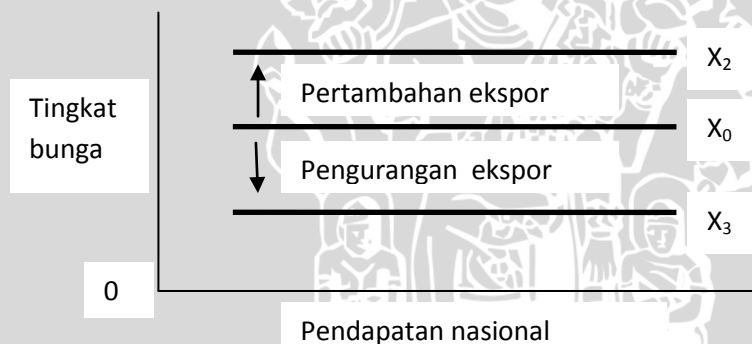 X₂
Pertambahan ekspor
Tingkat
bunga
X₀
Pengurangan ekspor
X₃
0
Pendapatan nasional